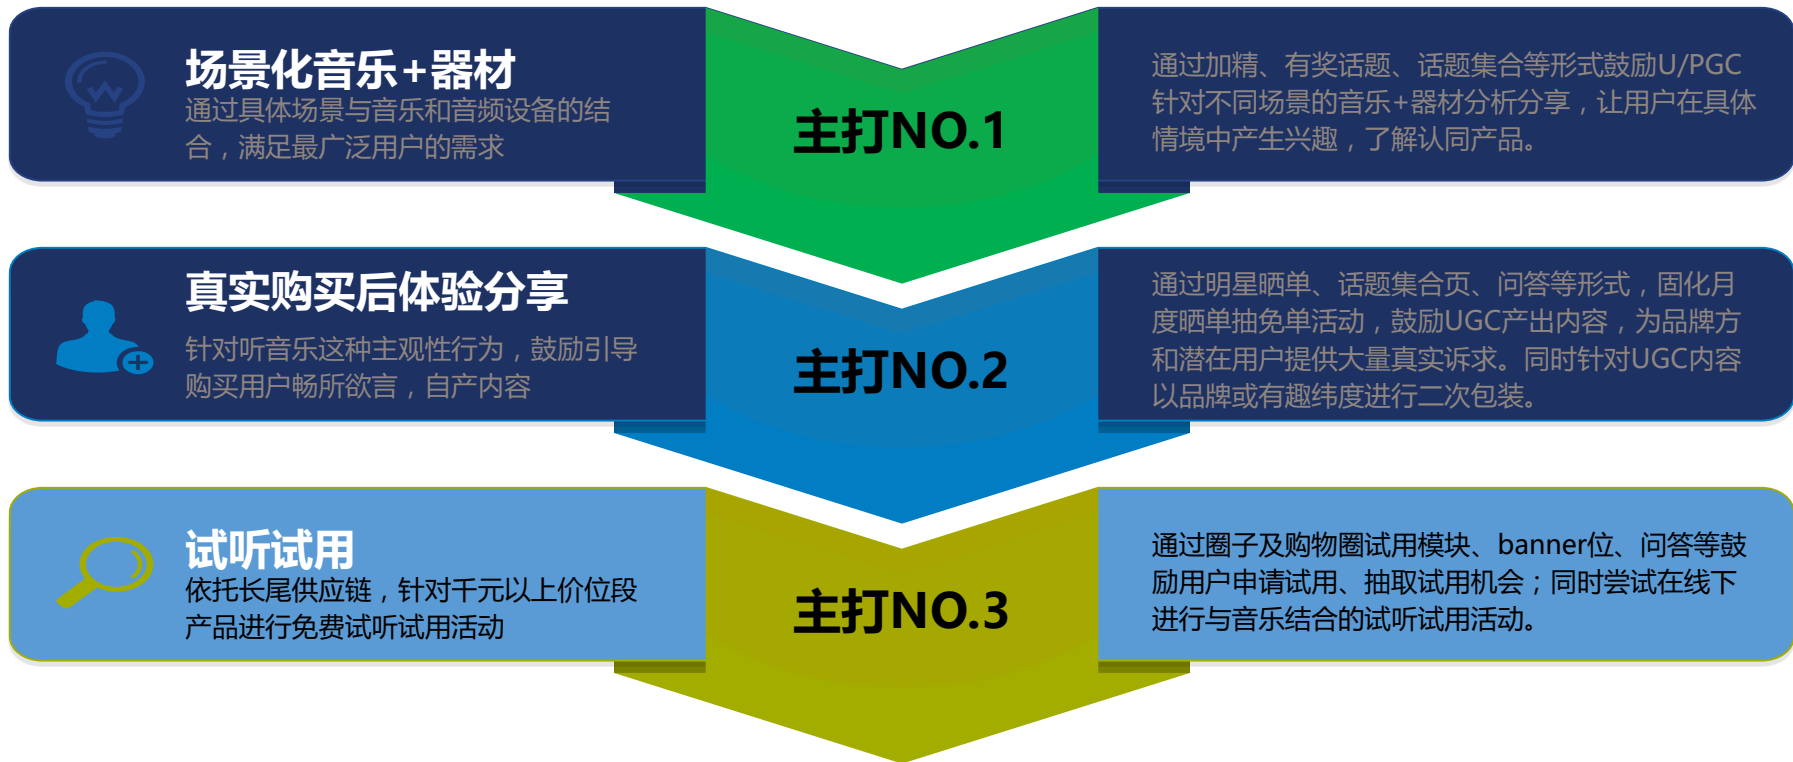 场景化音乐+器材
通过具体场景与音乐和音频设备的结
合，满足最广泛用户的需求
主打NO.1
通过加精、有奖话题、话题集合等形式鼓励U/PGC
针对不同场景的音乐+器材分析分享，让用户在具体
情境中产生兴趣，了解认同产品。
真实购买后体验分享
针对听音乐这种主观性行为，鼓励引导
购买用户畅所欲言，自产内容
主打NO.2
通过明星晒单、话题集合页、问答等形式，固化月
度晒单抽免单活动，鼓励UGC产出内容，为品牌方
和潜在用户提供大量真实诉求。同时针对UGC内容
以品牌或有趣纬度进行二次包装。
试听试用
依托长尾供应链，针对千元以上价位段
产品进行免费试听试用活动
主打NO.3
通过圈子及购物圈试用模块、banner位、问答等鼓
励用户申请试用、抽取试用机会；同时尝试在线下
进行与音乐结合的试听试用活动。